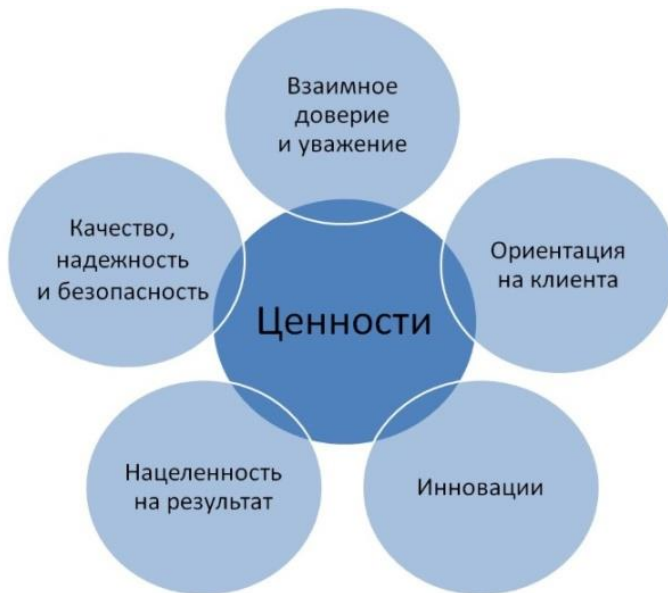 Взаимное
доверие
и уважение
Качество,
надежность
и безопасность
Ориентация
на клиента
Ценности
Нацеленность
на результат
Инновации